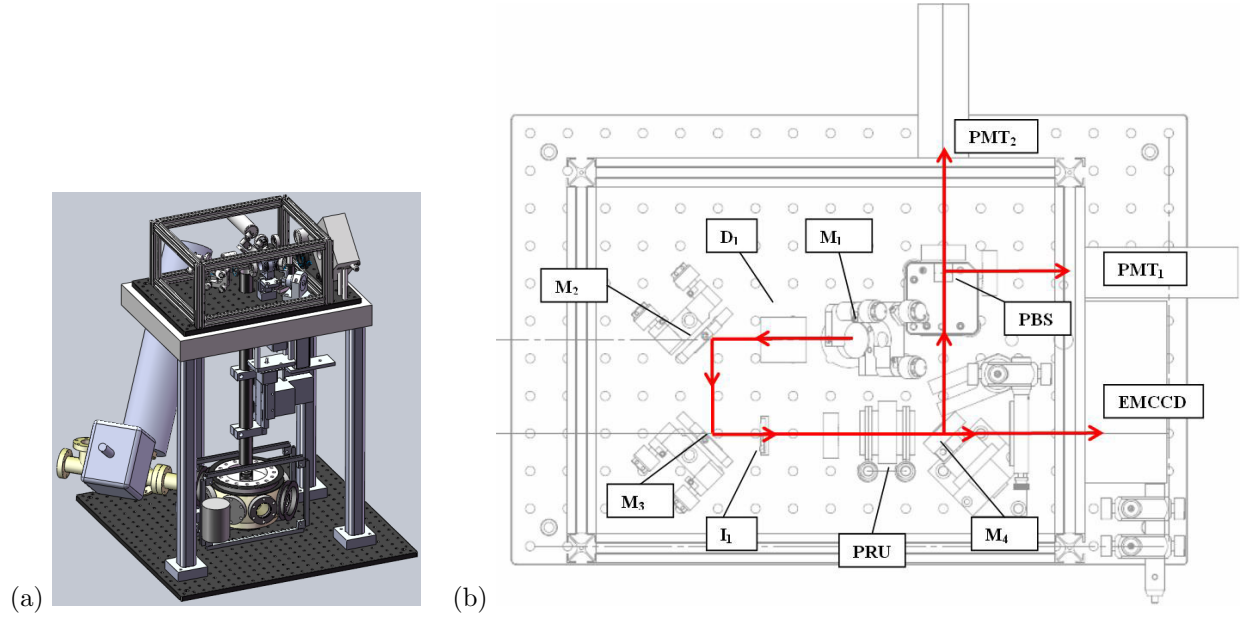 PMT₂
D₁
M₁
M₂
PMT₁
PBS
EMCCD
M₃
I₁
PRU
M₄
(a)
(b)